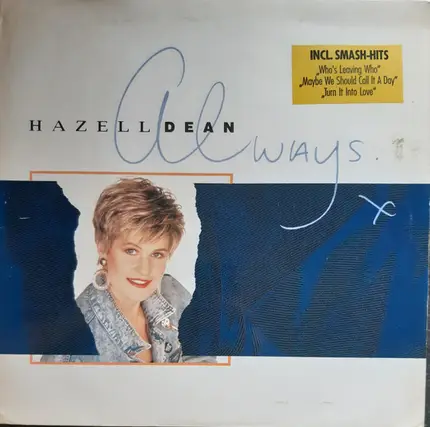 INCL. SMASH-HITS
„Who's Leaving Who"
„Maybe We Should Call It A Day"
„Turn It Into Love"
HAZELL DEAN
Always.
x